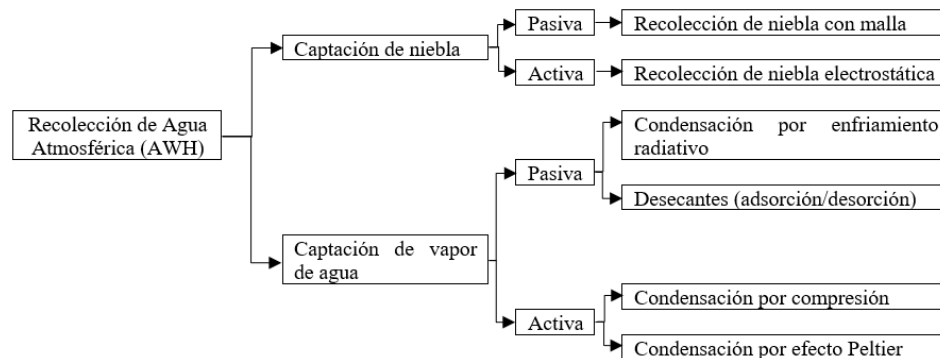 Recolección de Agua
Atmosférica (AWH)
Captación de niebla
Pasiva
Recolección de niebla con malla
Activa
Recolección de niebla electrostática
Captación de vapor
de agua
Pasiva
Condensación por enfriamiento
radiativo
Desecantes (adsorción/desorción)
Activa
Condensación por compresión
Condensación por efecto Peltier